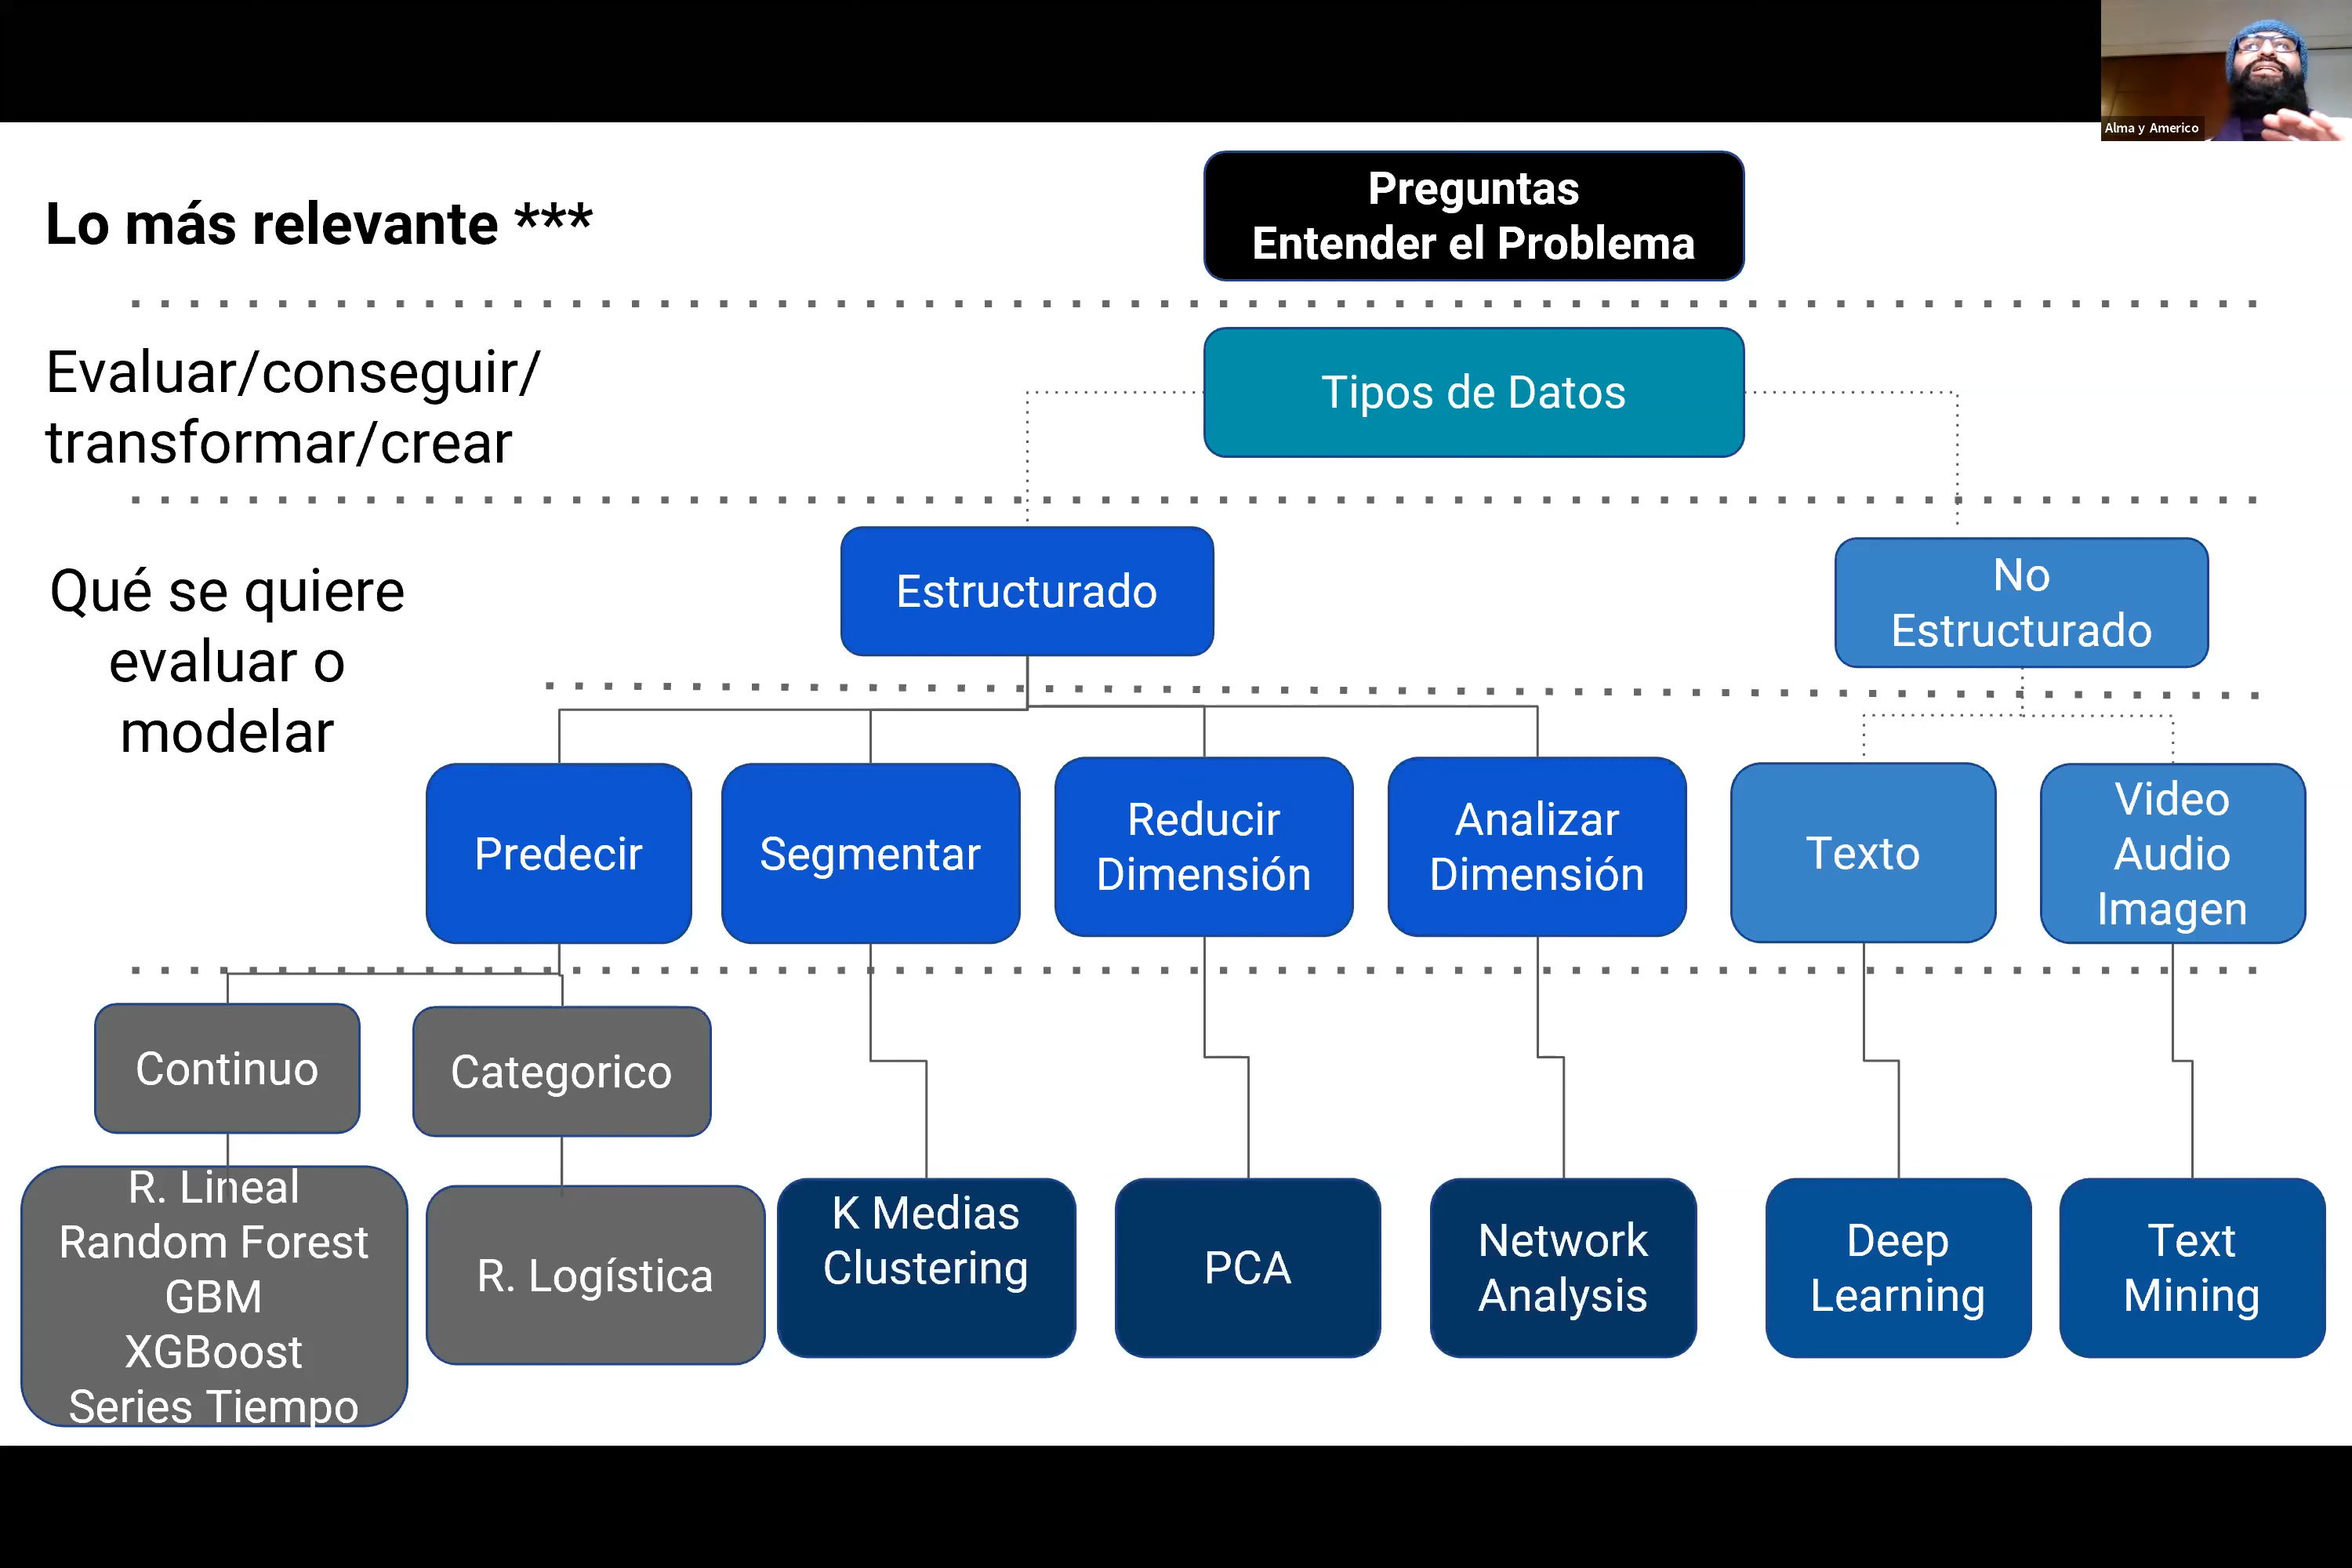 Alma y Americo
Preguntas
Entender el Problema
Lo más relevante ***
Evaluar/conseguir/
transformar/crear
Tipos de Datos
Qué se quiere
evaluar o
modelar
Estructurado
No
Estructurado
Predecir
Segmentar
Reducir
Dimensión
Analizar
Dimensión
Texto
Video
Audio
Imagen
Continuo
Categorico
R. Lineal
Random Forest
GBM
XGBoost
Series Tiempo
R. Logística
K Medias
Clustering
PCA
Network
Analysis
Deep
Learning
Text
Mining